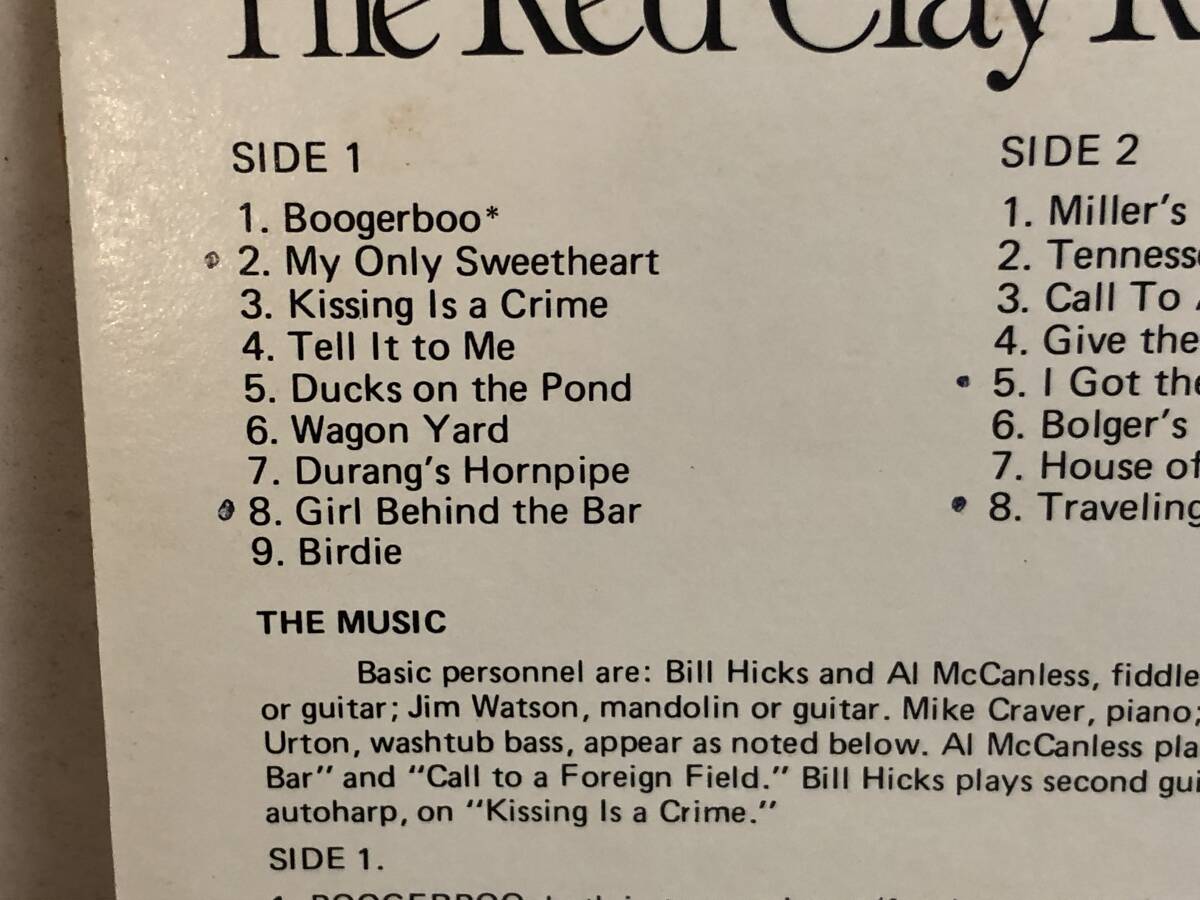 The Red Clay
SIDE 1
1. Boogerboo*
2. My Only Sweetheart
3. Kissing Is a Crime
4. Tell It to Me
5. Ducks on the Pond
6. Wagon Yard
7. Durang's Hornpipe
8. Girl Behind the Bar
9. Birdie
SIDE 2
1. Miller's
2.
3. Call To
4. Give the
5. I Got the
6. Bolger's
7. House of
8. Traveling
THE MUSIC
Basic personnel are: Bill Hicks and Al McCanless, fiddle
or guitar; Jim Watson, mandolin or guitar. Mike Craver, piano;
Urton, washtub bass, appear as noted below. Al McCanless
Bar" and "Call to a Foreign Field." Bill Hicks plays second
autoharp, on "Kissing Is a Crime."
SIDE 1.